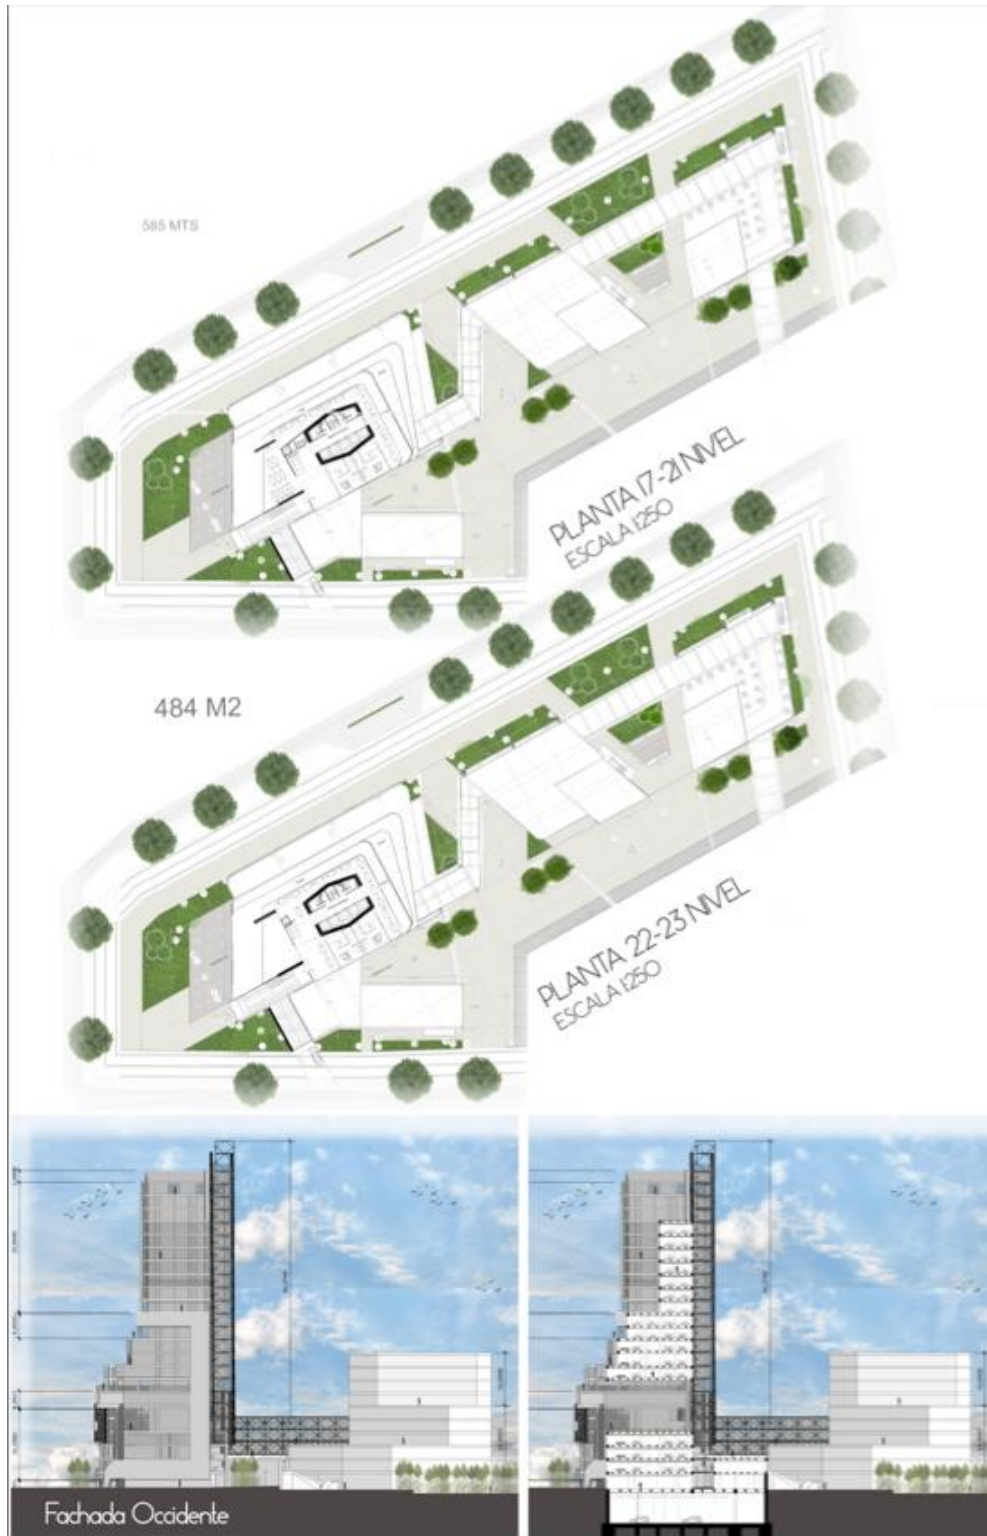 585 MTS
PLANTA 17-21 NIVEL
ESCALA 1:250
484 M2
PLANTA 22-23 NIVEL
ESCALA 1:250
Fachada Occidente